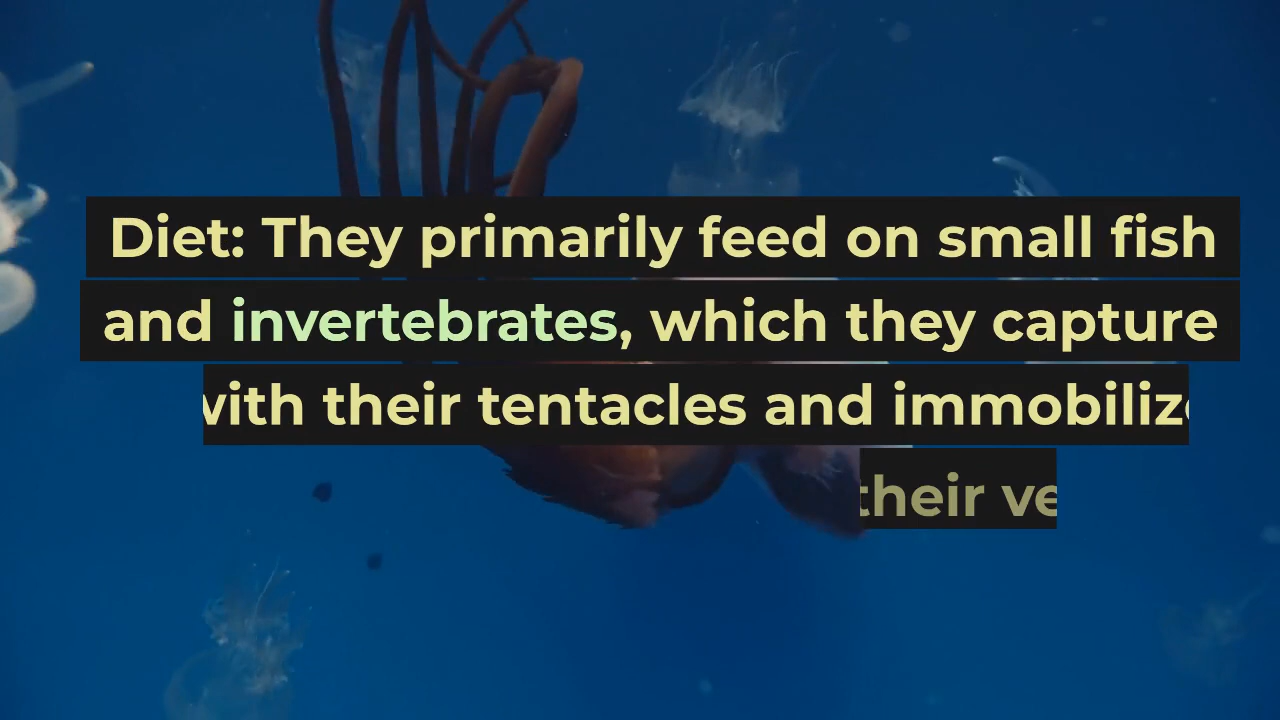 Diet: They primarily feed on small fish
and invertebrates, which they capture
with their tentacles and immobilize
their ve